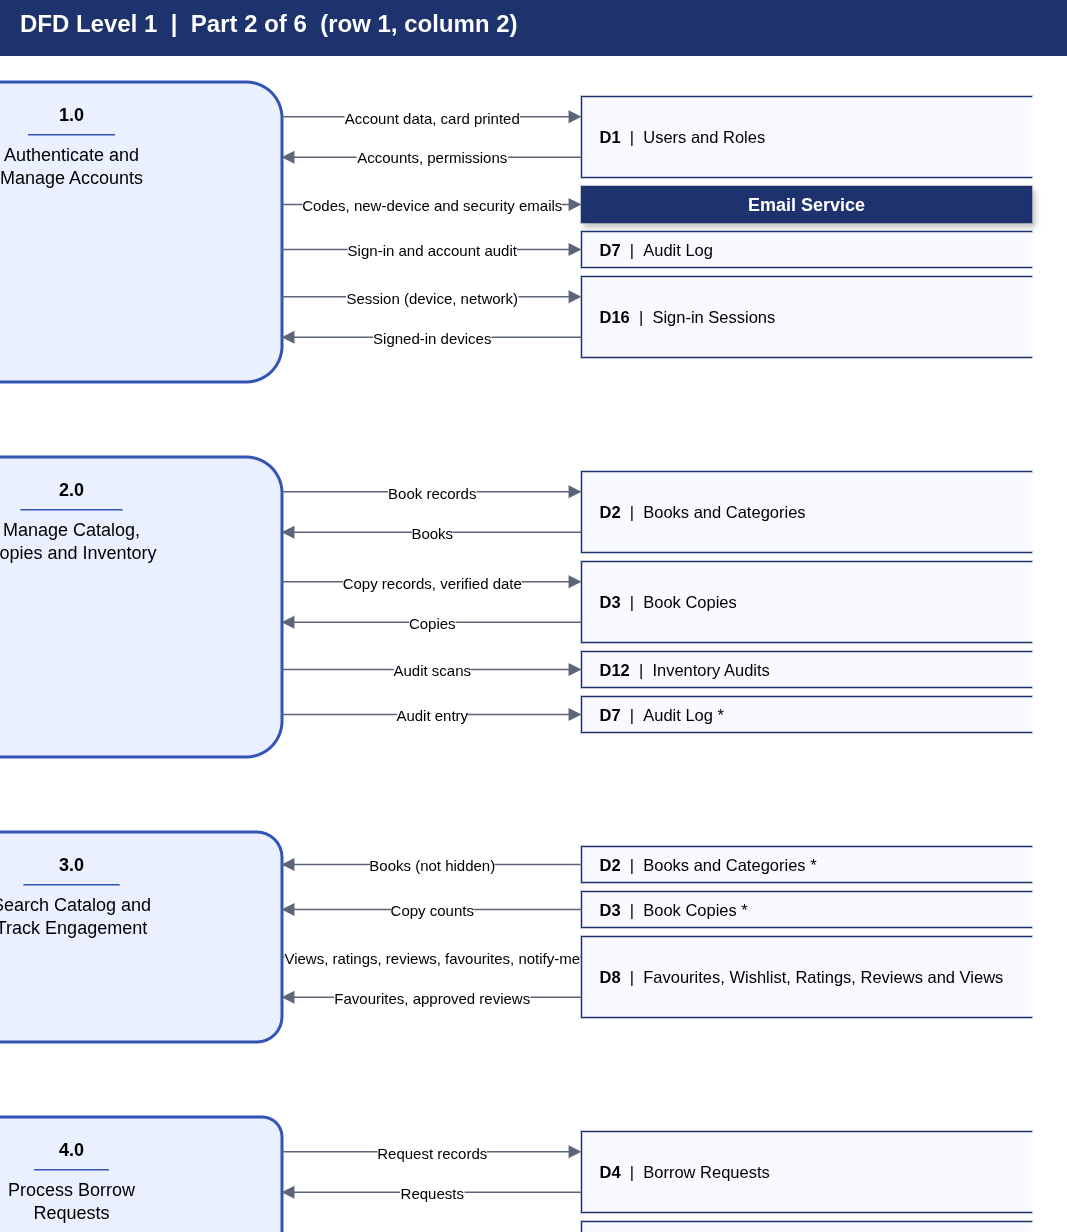 DFD Level 1 | Part 2 of 6 (row 1, column 2)
1.0
Authenticate and
Manage Accounts
Account data, card printed
Accounts, permissions
Codes, new-device and security emails
Sign-in and account audit
Session (device, network)
Signed-in devices
D1 | Users and Roles
Email Service
D7 | Audit Log
D16 | Sign-in Sessions
2.0
Manage Catalog,
opies and Inventory
Book records
Books
Copy records, verified date
Copies
Audit scans
Audit entry
D2 | Books and Categories
D3 | Book Copies
D12 | Inventory Audits
D7 | Audit Log *
3.0
Search Catalog and
Track Engagement
Books (not hidden)
Copy counts
Views, ratings, reviews, favourites, notify-me
Favourites, approved reviews
D2 | Books and Categories *
D3 | Book Copies *
D8 | Favourites, Wishlist, Ratings, Reviews and Views
4.0
Process Borrow
Requests
Request records
Requests
D4 | Borrow Requests